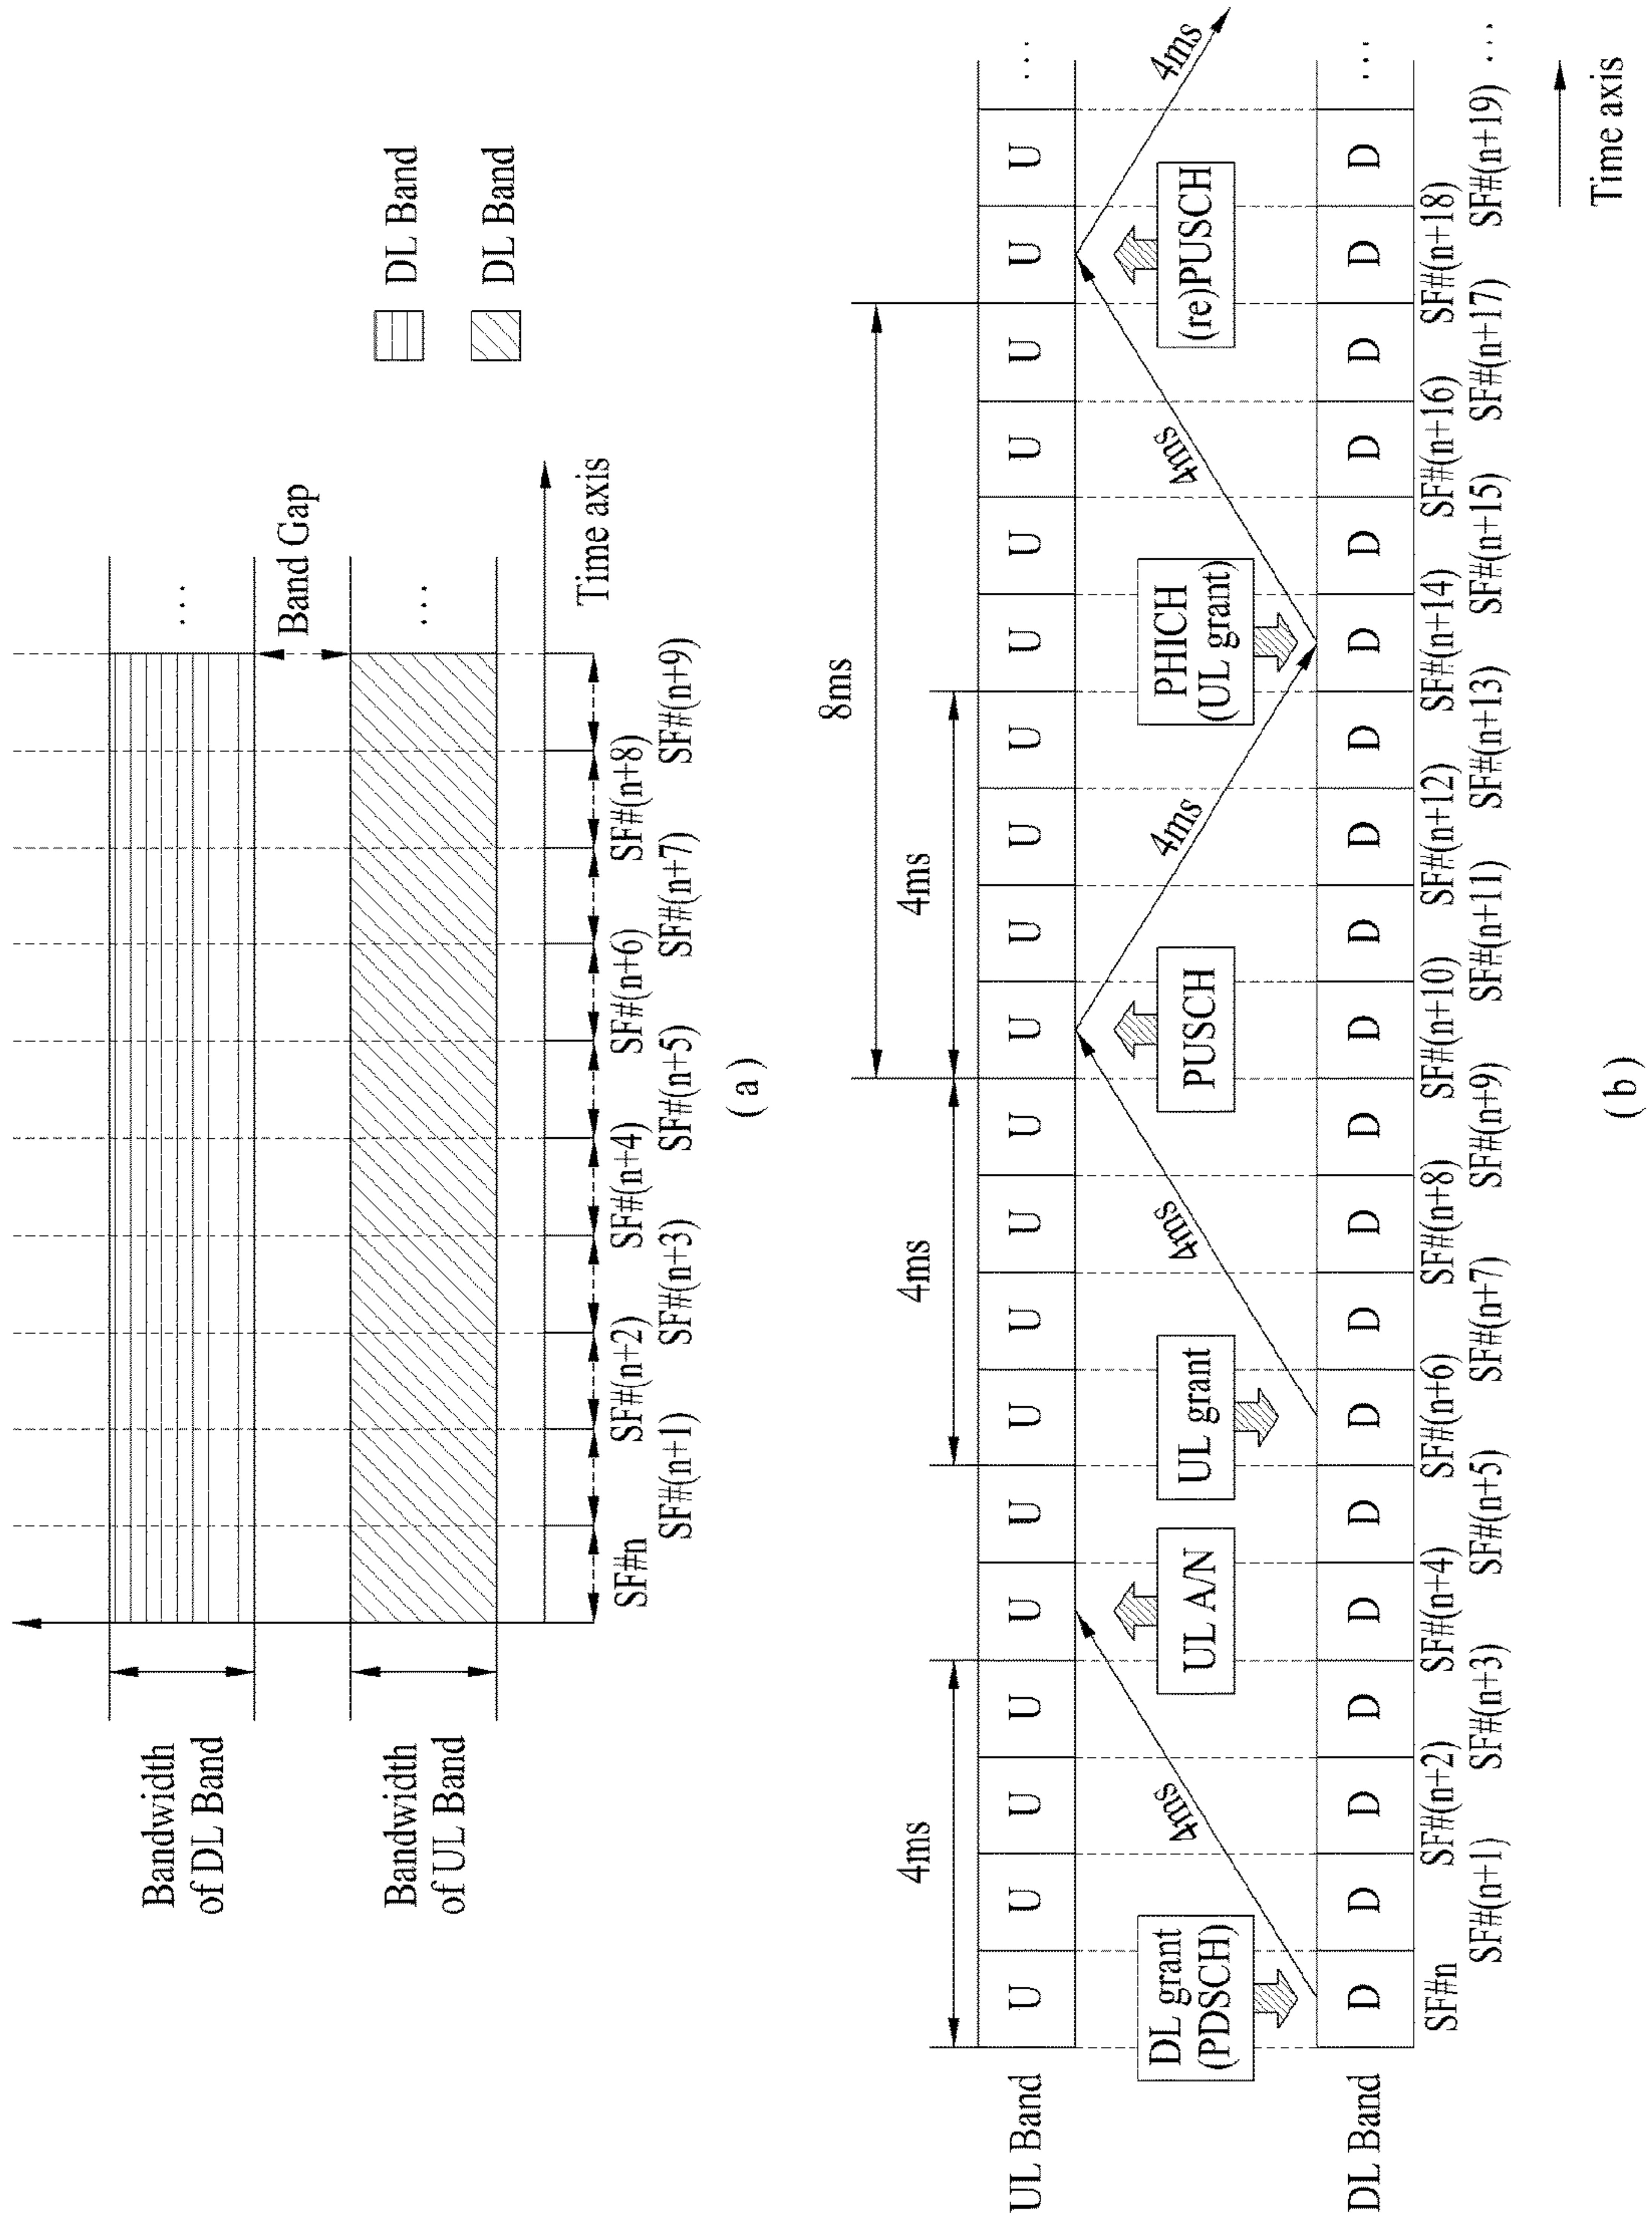 Bandwidth
of DL Band
...
DL Band
DL Band
Band Gap
Bandwidth
of UL Band
...
Time axis
SF#n
SF#(n+2)
SF#(n+4)
SF#(n+6)
SF#(n+8)
SF#(n+1)
SF#(n+3)
SF#(n+5)
SF#(n+7)
SF#(n+9)
( a )
8ms
4ms
4ms
4ms
UL Band
U U U U U U U U U U U U U U U U U U U U ...
DL grant
(PDSCH)
4ms
UL A/N
UL grant
4ms
PUSCH
4ms
PHICH
(UL grant)
4ms
(re)PUSCH
4ms
DL Band
D D D D D D D D D D D D D D D D D D D D ...
SF#n
SF#(n+2)
SF#(n+4)
SF#(n+6)
SF#(n+8)
SF#(n+10)
SF#(n+12)
SF#(n+14)
SF#(n+16)
SF#(n+18)
SF#(n+1)
SF#(n+3)
SF#(n+5)
SF#(n+7)
SF#(n+9)
SF#(n+11)
SF#(n+13)
SF#(n+15)
SF#(n+17)
SF#(n+19)
...
Time axis
( b )